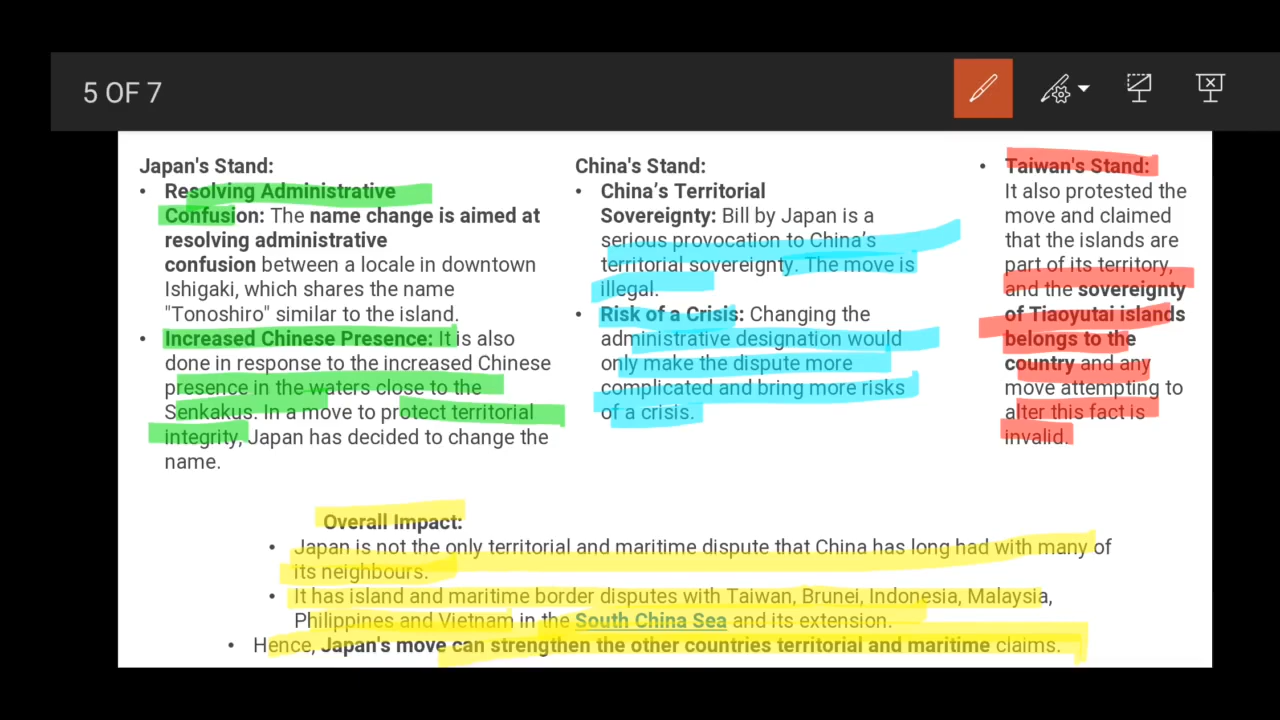 5 OF 7
Japan's Stand:
• Resolving Administrative
Confusion: The name change is aimed at
resolving administrative
confusion between a locale in downtown
Ishigaki, which shares the name
"Tonoshiro" similar to the island.
• Increased Chinese Presence: It is also
done in response to the increased Chinese
presence in the waters close to the
Senkakus. In a move to protect territorial
integrity, Japan has decided to change the
name.
China's Stand:
• China’s Territorial
Sovereignty: Bill by Japan is a
serious provocation to China’s
territorial sovereignty. The move is
illegal.
• Risk of a Crisis: Changing the
administrative designation would
only make the dispute more
complicated and bring more risks
of a crisis.
• Taiwan's Stand:
It also protested the
move and claimed
that the islands are
part of its territory,
and the sovereignty
of Tiaoyutai islands
belongs to the
country and any
move attempting to
alter this fact is
invalid.
Overall Impact:
• Japan is not the only territorial and maritime dispute that China has long had with many of
its neighbours.
• It has island and maritime border disputes with Taiwan, Brunei, Indonesia, Malaysia,
Philippines and Vietnam in the South China Sea and its extension.
• Hence, Japan's move can strengthen the other countries territorial and maritime claims.